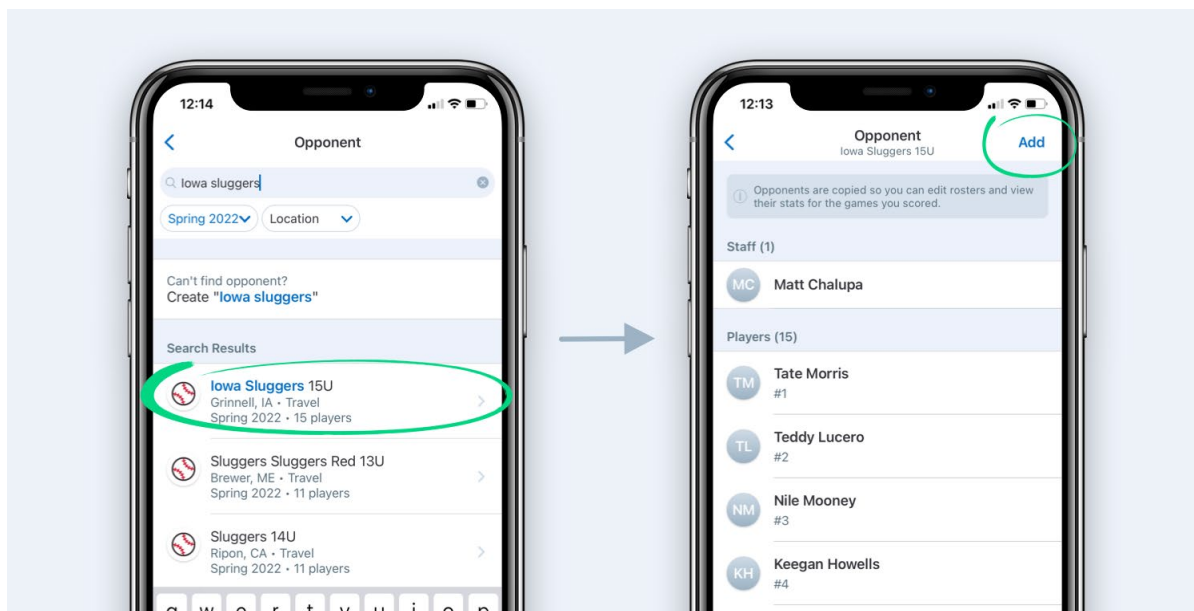 12:14
Opponent
Iowa sluggers
Spring 2022
Location
Can't find opponent?
Create "Iowa sluggers"
Search Results
Iowa Sluggers 15U
Grinnell, IA • Travel
Spring 2022 • 15 players
Sluggers Sluggers Red 13U
Brewer, ME • Travel
Spring 2022 • 11 players
Sluggers 14U
Ripon, CA • Travel
Spring 2022 • 11 players
q w e r t y u i o p
12:13
Opponent
Iowa Sluggers 15U
Add
Opponents are copied so you can edit rosters and view
their stats for the games you scored.
Staff (1)
MC
Matt Chalupa
Players (15)
TM
Tate Morris
#1
TL
Teddy Lucero
#2
NM
Nile Mooney
#3
KH
Keegan Howells
#4